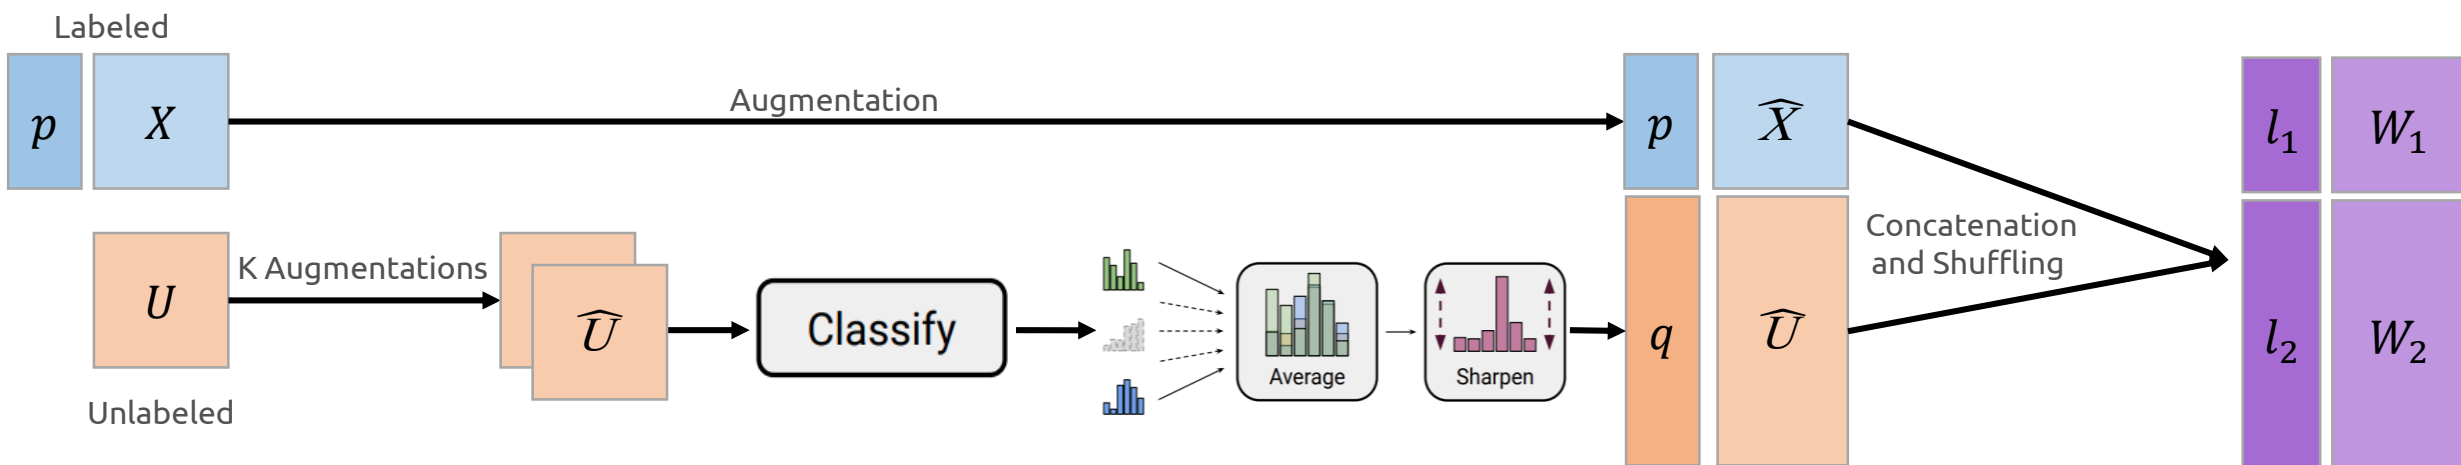 Labeled
p X
Augmentation
p X̂
l₁ W₁
U
K Augmentations
Û
Classify
Average
Sharpen
q Û
Concatenation
and Shuffling
l₂ W₂
Unlabeled